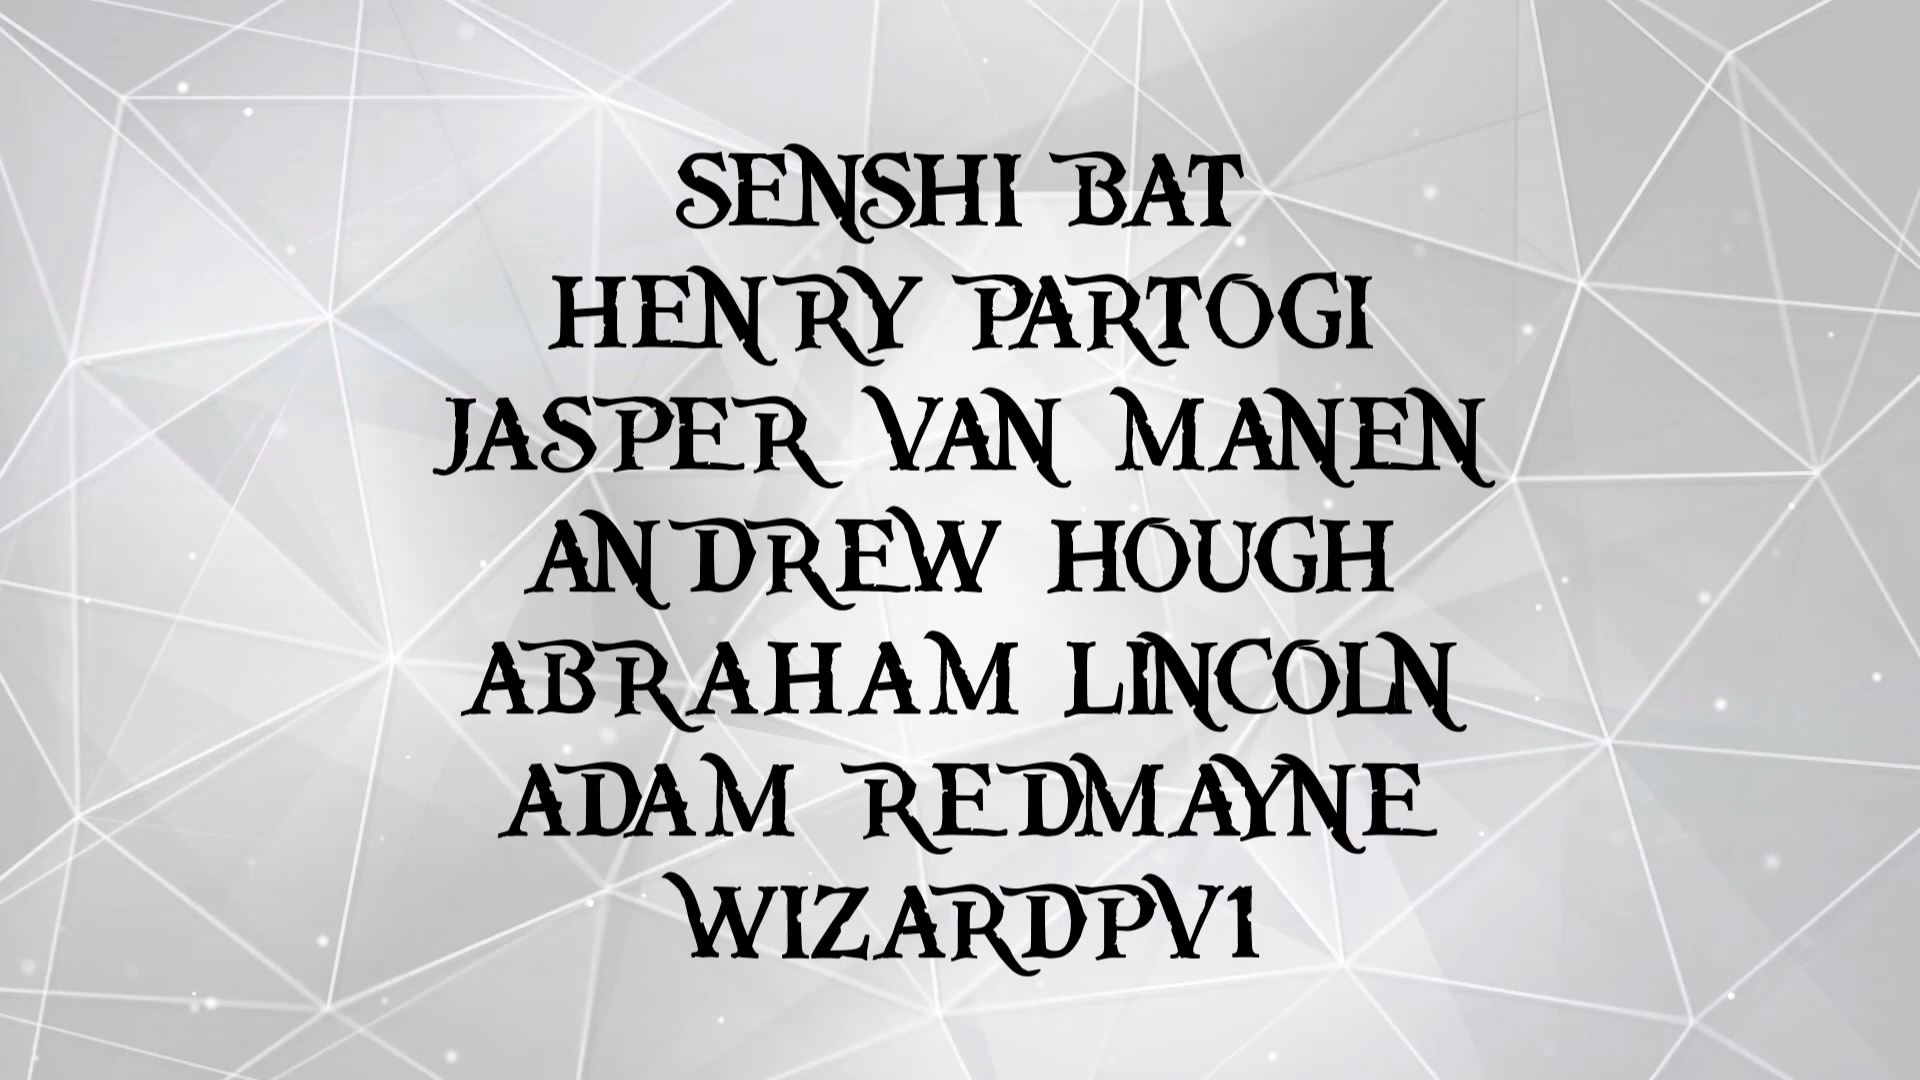 SENSHI BAT
HENRY PARTOGI
JASPER VAN MANEN
ANDREW HOUGH
ABRAHAM LINCOLN
ADAM REDMAYNE
WIZARDPV1